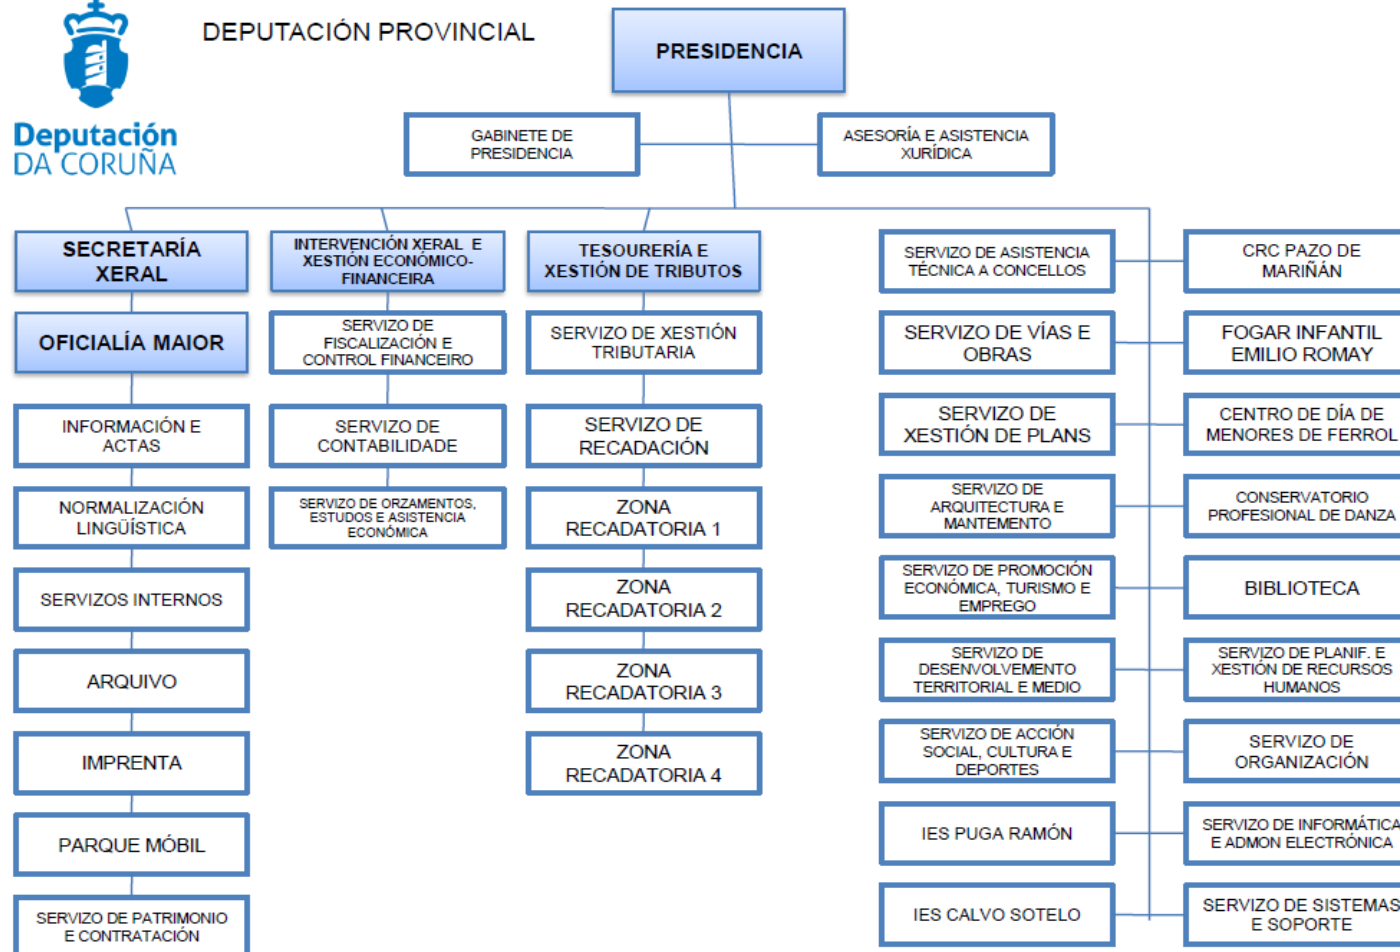 DEPUTACIÓN PROVINCIAL
Deputación
DA CORUÑA
PRESIDENCIA
GABINETE DE
PRESIDENCIA
ASESORÍA E ASISTENCIA
XURÍDICA
SECRETARÍA
XERAL
OFICIALÍA MAIOR
INFORMACIÓN E
ACTAS
NORMALIZACIÓN
LINGÜÍSTICA
SERVIZOS INTERNOS
ARQUIVO
IMPRENTA
PARQUE MÓBIL
SERVIZO DE PATRIMONIO
E CONTRATACIÓN
INTERVENCIÓN XERAL E
XESTIÓN ECONÓMICO-
FINANCEIRA
SERVIZO DE
FISCALIZACIÓN E
CONTROL FINANCEIRO
SERVIZO DE
CONTABILIDADE
SERVIZO DE ORZAMENTOS,
ESTUDOS E ASISTENCIA
ECONÓMICA
TESOURERÍA E
XESTIÓN DE TRIBUTOS
SERVIZO DE XESTIÓN
TRIBUTARIA
SERVIZO DE
RECADACIÓN
ZONA
RECADATORIA 1
ZONA
RECADATORIA 2
ZONA
RECADATORIA 3
ZONA
RECADATORIA 4
SERVIZO DE ASISTENCIA
TÉCNICA A CONCELLOS
SERVIZO DE VÍAS E
OBRAS
SERVIZO DE
XESTIÓN DE PLANS
SERVIZO DE
ARQUITECTURA E
MANTEMENTO
SERVIZO DE PROMOCIÓN
ECONÓMICA, TURISMO E
EMPREGO
SERVIZO DE
DESENVOLVEMENTO
TERRITORIAL E MEDIO
SERVIZO DE ACCIÓN
SOCIAL, CULTURA E
DEPORTES
IES PUGA RAMÓN
IES CALVO SOTELO
CRC PAZO DE
MARIÑÁN
FOGAR INFANTIL
EMILIO ROMAY
CENTRO DE DÍA DE
MENORES DE FERROL
CONSERVATORIO
PROFESIONAL DE DANZA
BIBLIOTECA
SERVIZO DE PLANIF. E
XESTIÓN DE RECURSOS
HUMANOS
SERVIZO DE
ORGANIZACIÓN
SERVIZO DE INFORMÁTICA
E ADMON ELECTRÓNICA
SERVIZO DE SISTEMAS
E SOPORTE